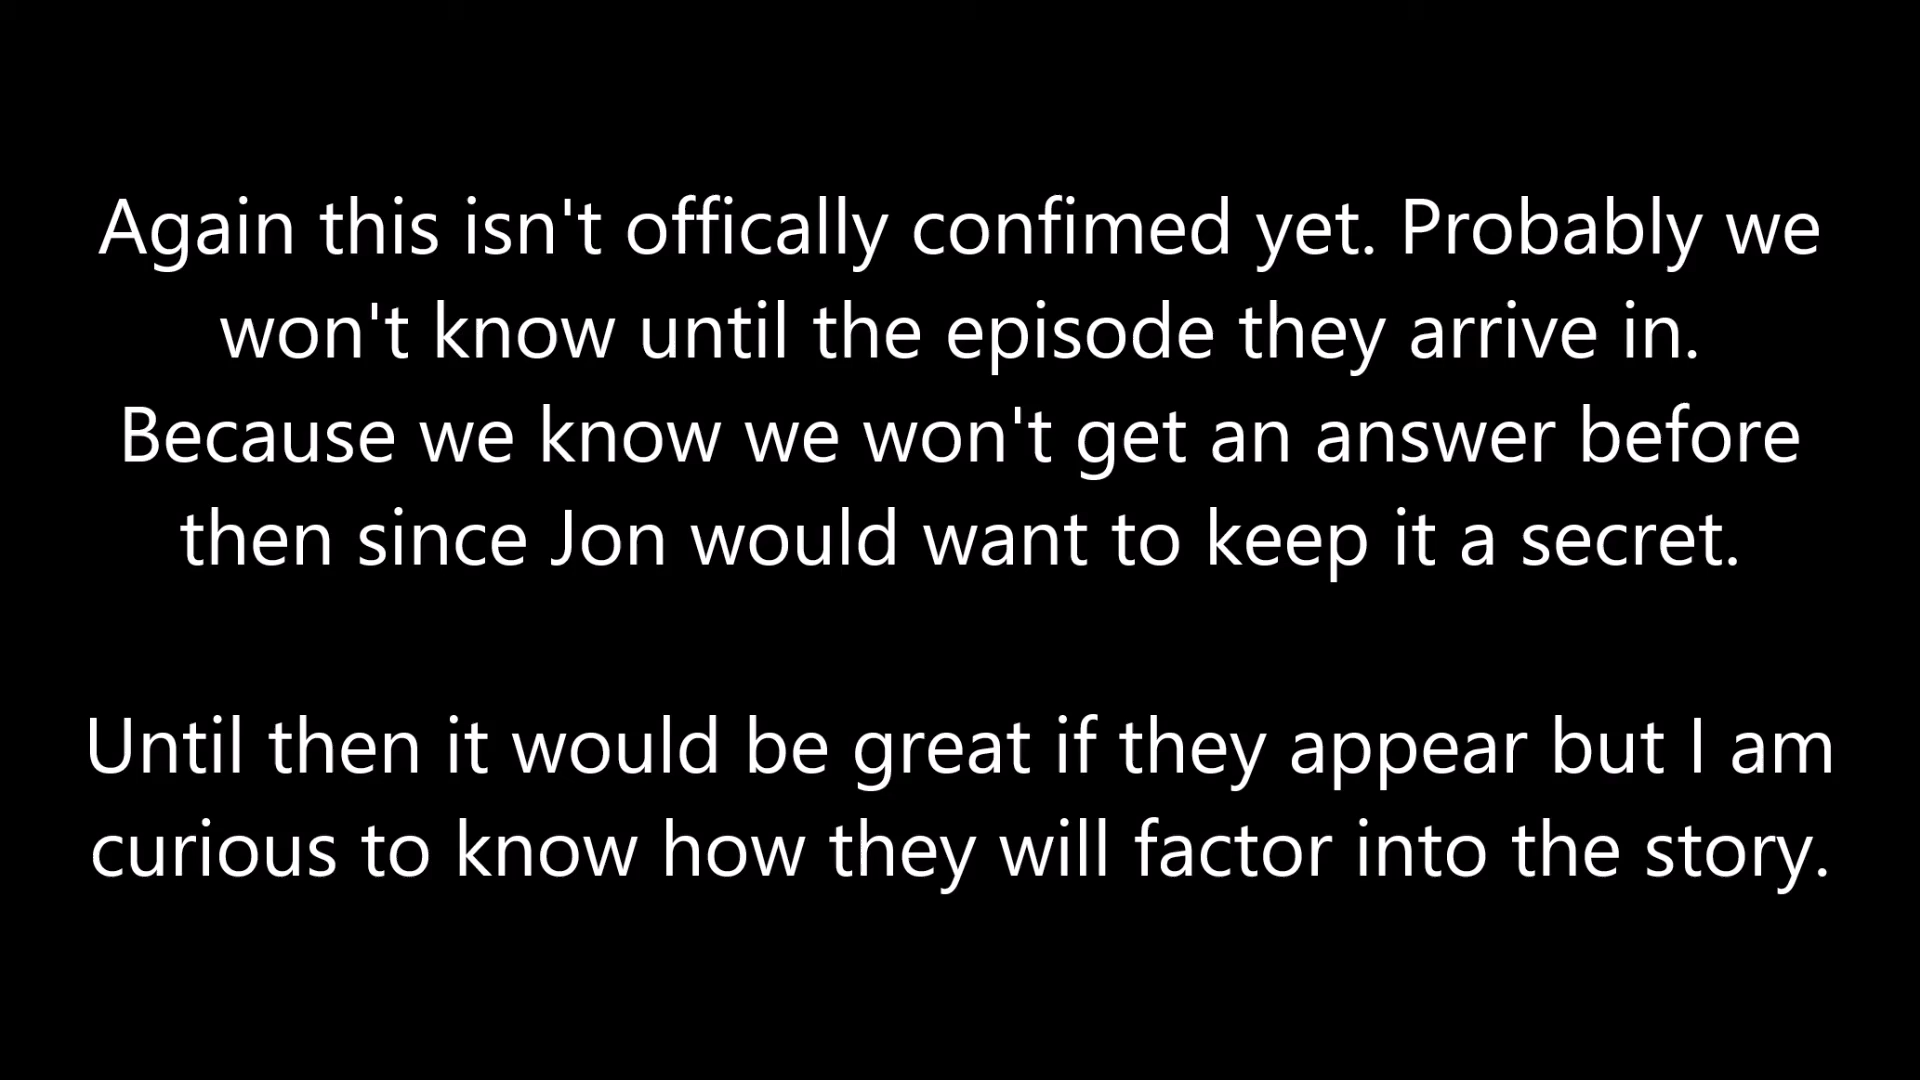 Again this isn't offically confimed yet. Probably we
won't know until the episode they arrive in.
Because we know we won't get an answer before
then since Jon would want to keep it a secret.
Until then it would be great if they appear but I am
curious to know how they will factor into the story.